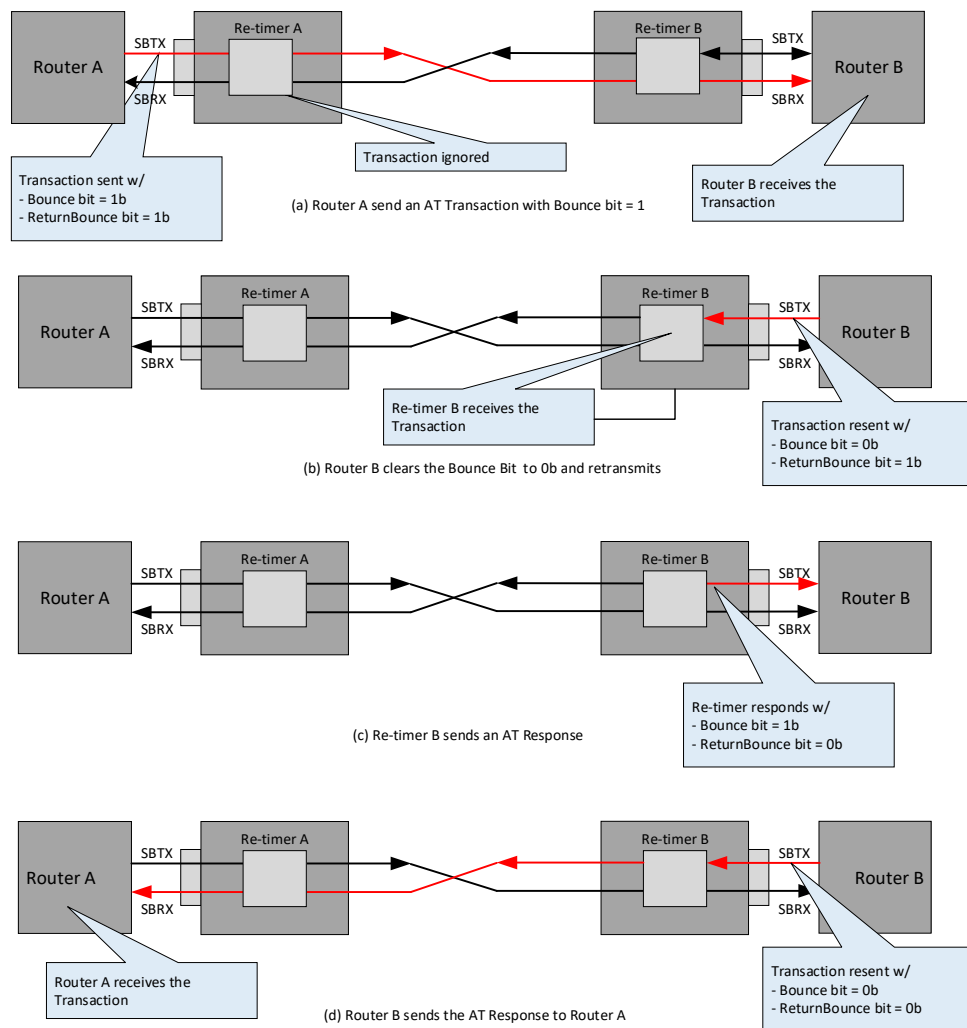 Re-timer A
Re-timer B
SBTX
SBTX
Router A
Router B
SBRX
SBRX
Transaction ignored
Transaction sent w/
- Bounce bit = 1b
- ReturnBounce bit = 1b
Router B receives the
Transaction
(a) Router A send an AT Transaction with Bounce bit = 1
Re-timer A
Re-timer B
SBTX
SBTX
Router A
Router B
SBRX
SBRX
Re-timer B receives the
Transaction
Transaction resent w/
- Bounce bit = 0b
- ReturnBounce bit = 1b
(b) Router B clears the Bounce Bit to 0b and retransmits
Re-timer A
Re-timer B
SBTX
SBTX
Router A
Router B
SBRX
SBRX
Re-timer responds w/
- Bounce bit = 1b
- ReturnBounce bit = 0b
(c) Re-timer B sends an AT Response
Re-timer A
Re-timer B
SBTX
SBTX
Router A
Router B
SBRX
SBRX
Router A receives the
Transaction
Transaction resent w/
- Bounce bit = 0b
- ReturnBounce bit = 0b
(d) Router B sends the AT Response to Router A